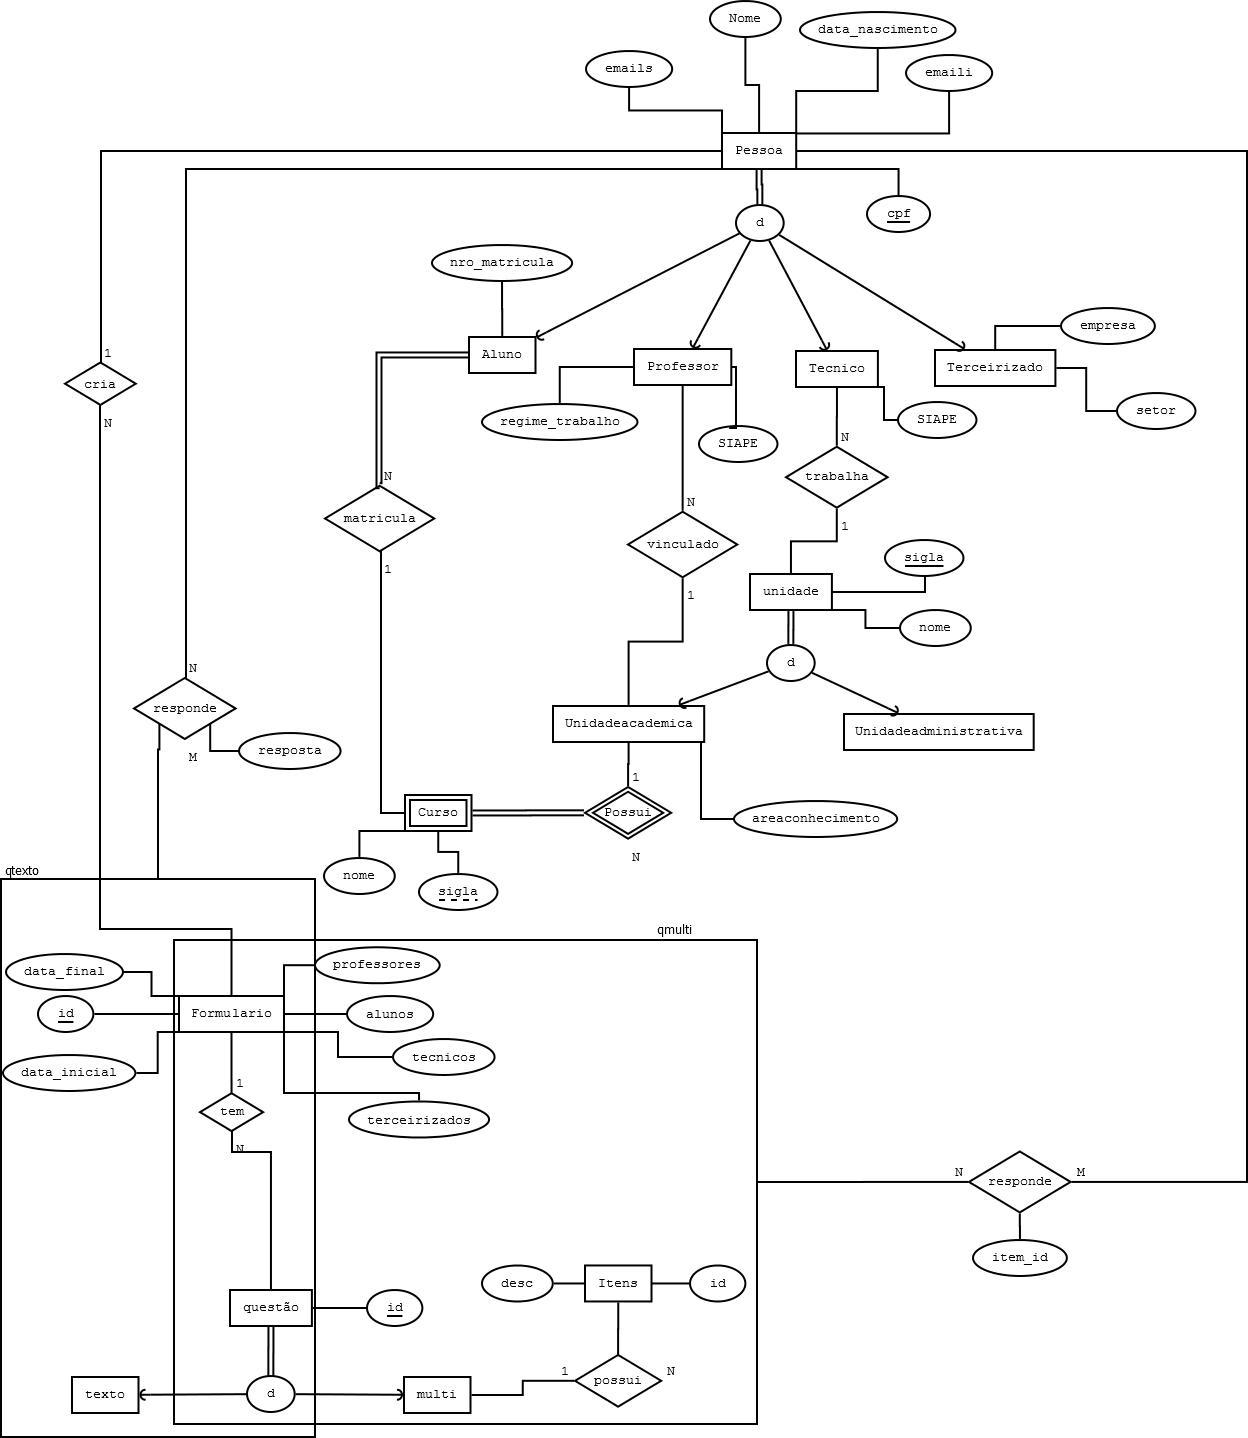 Nome
data_nascimento
emails
emaili
Pessoa
cpf
d
nro_matricula
empresa
1
Aluno
Professor
Tecnico
Terceirizado
cria
setor
N
regime_trabalho
SIAPE
SIAPE
N
N
trabalha
N
matricula
1
vinculado
sigla
1
1
unidade
nome
N
d
responde
Unidadeacademica
Unidadeadministrativa
M
resposta
1
Curso
Possui
areaconhecimento
N
qtexto
nome
sigla
qmulti
data_final
professores
id
Formulario
alunos
data_inicial
tecnicos
1
tem
terceirizados
N
N
M
responde
item_id
desc
Itens
id
questão
id
1
N
possui
texto
d
multi